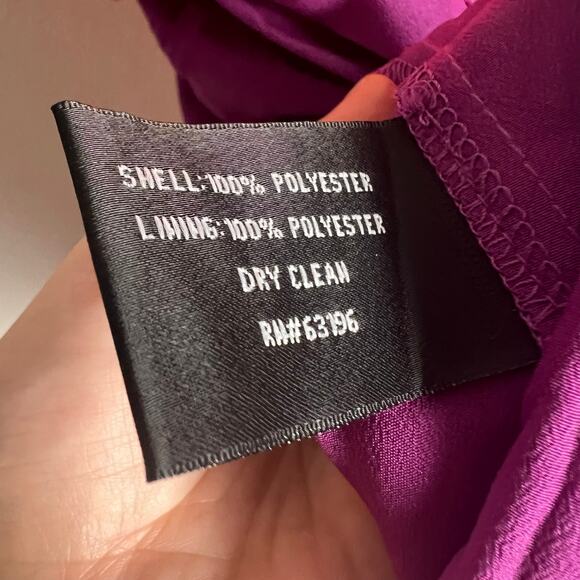 SHELL:100% POLYESTER
LINING:100% POLYESTER
DRY CLEAN
RN#63196